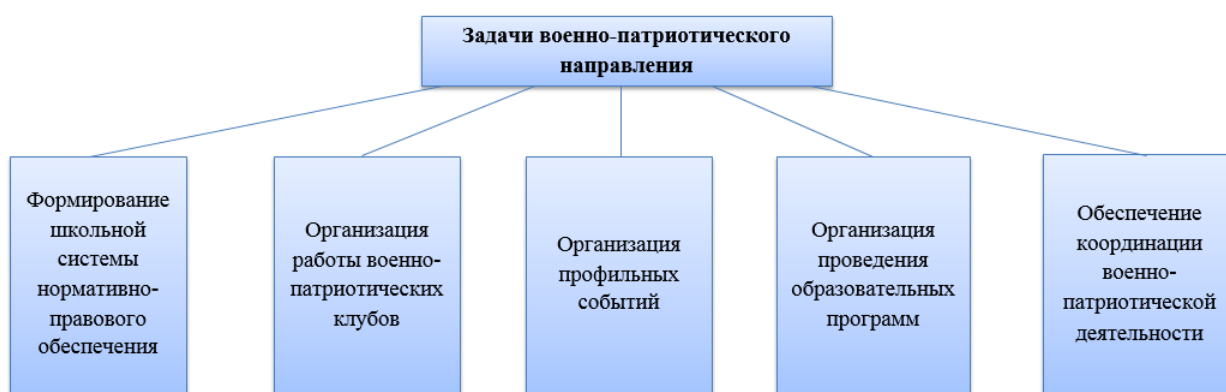 Задачи военно-патриотического
направления
Формирование
школьной
системы
нормативно-
правового
обеспечения
Организация
работы военно-
патриотических
клубов
Организация
профильных
событий
Организация
проведения
образовательных
программ
Обеспечение
координации
военно-
патриотической
деятельности